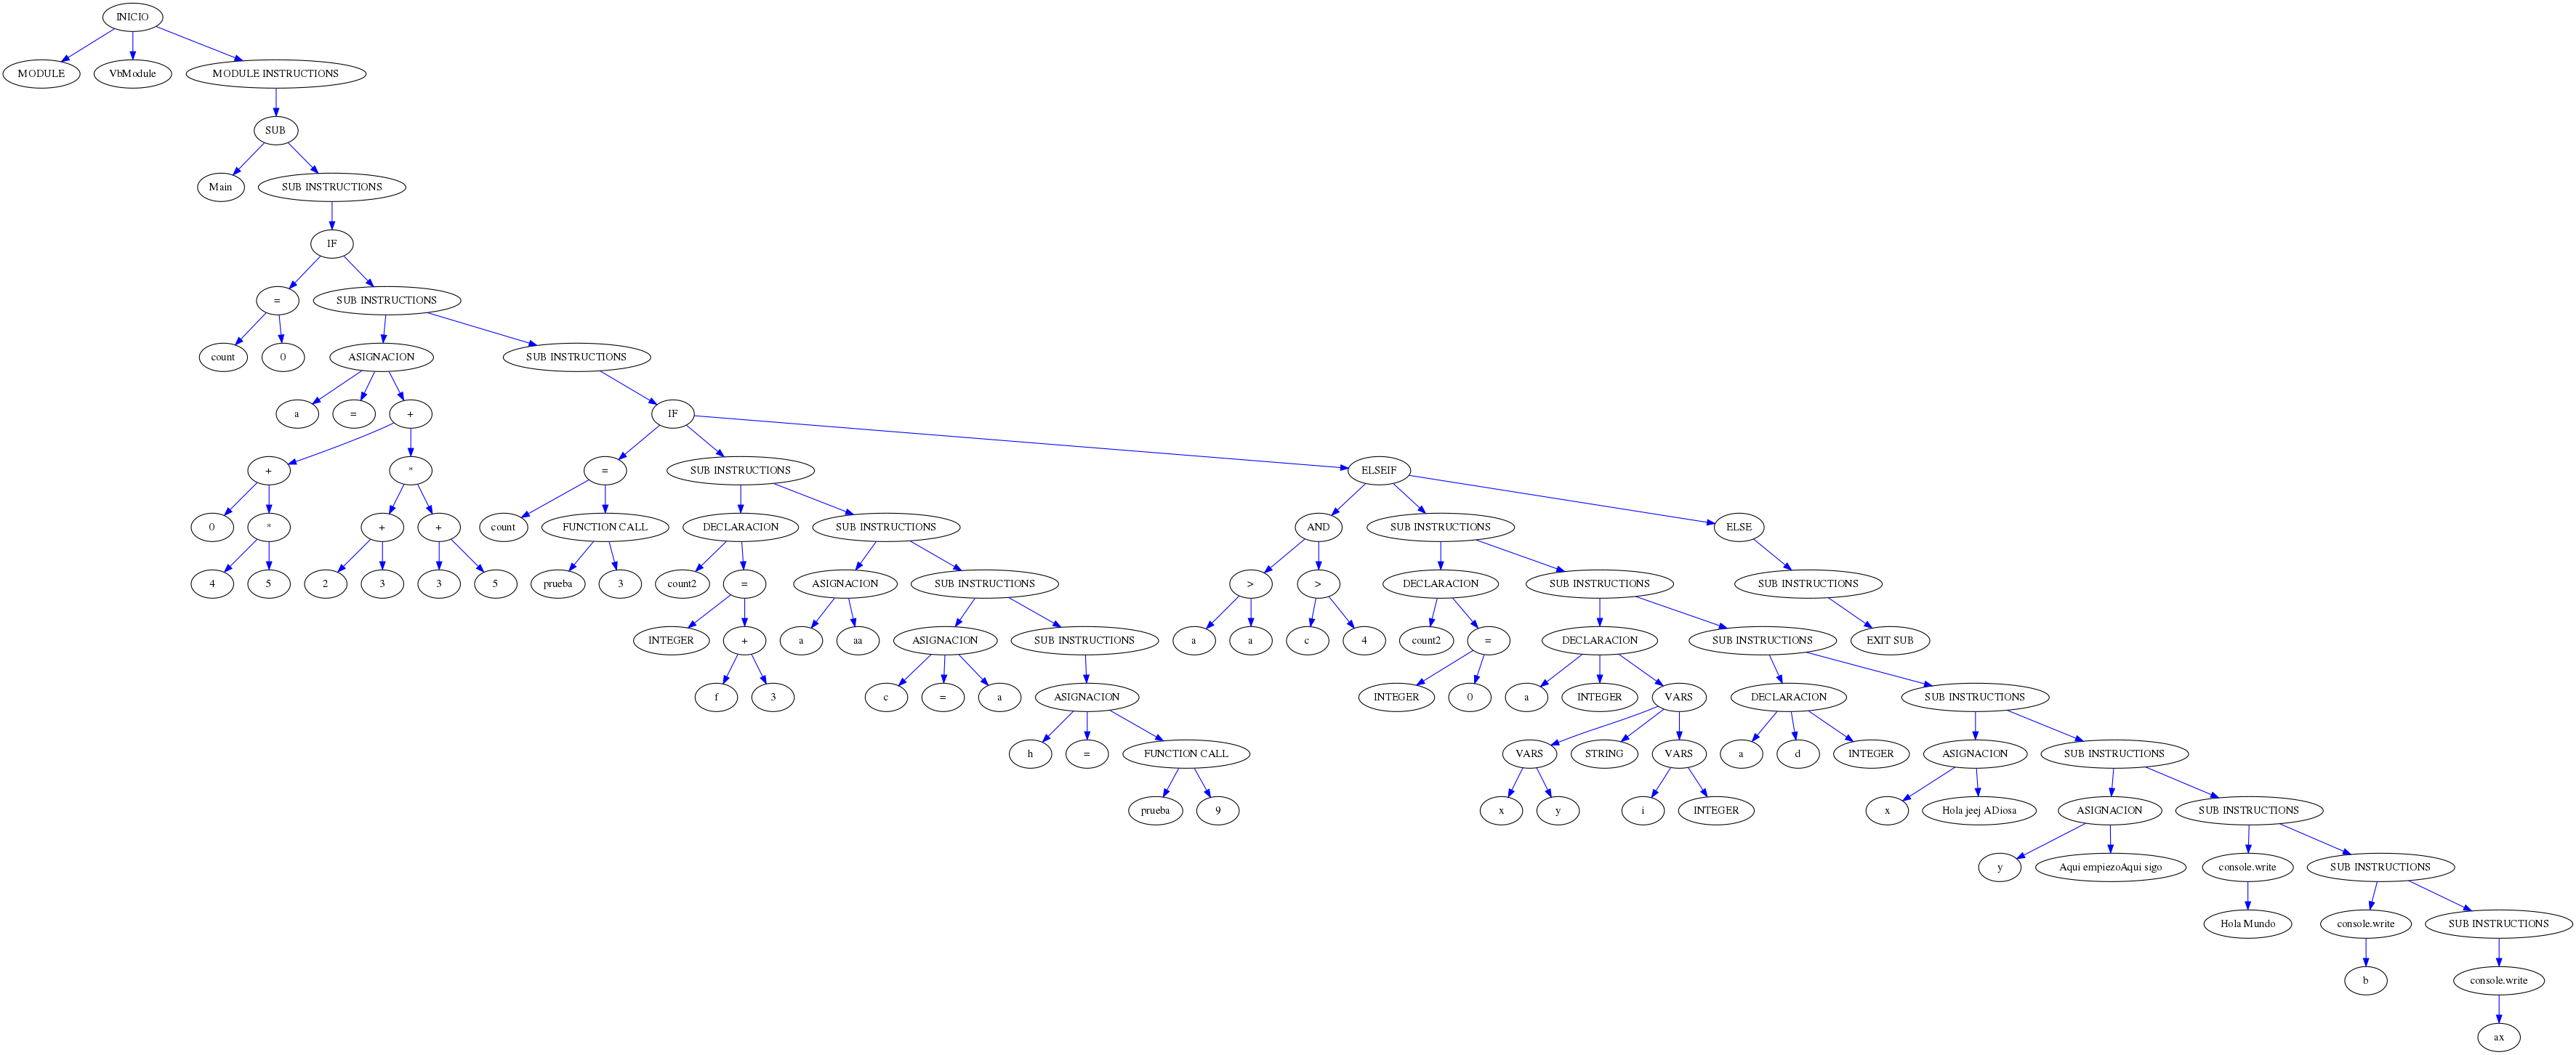 INICIO
MODULE VbModule MODULE INSTRUCTIONS
SUB
Main SUB INSTRUCTIONS
IF
= SUB INSTRUCTIONS
count 0 ASIGNACION SUB INSTRUCTIONS
a = + IF
+ * = SUB INSTRUCTIONS ELSEIF
0 * + + count FUNCTION CALL DECLARACION SUB INSTRUCTIONS AND SUB INSTRUCTIONS ELSE
4 5 2 3 3 5 prueba 3 count2 = ASIGNACION SUB INSTRUCTIONS > > DECLARACION SUB INSTRUCTIONS SUB INSTRUCTIONS
INTEGER + a aa ASIGNACION SUB INSTRUCTIONS a a c 4 count2 = DECLARACION SUB INSTRUCTIONS EXIT SUB
f 3 c = a ASIGNACION INTEGER 0 a INTEGER VARS DECLARACION SUB INSTRUCTIONS
h = FUNCTION CALL VARS STRING VARS a d INTEGER ASIGNACION SUB INSTRUCTIONS
prueba 9 x y i INTEGER x Hola jeej ADiosa ASIGNACION SUB INSTRUCTIONS
y Aqui empiezoAqui sigo console.write SUB INSTRUCTIONS
Hola Mundo console.write SUB INSTRUCTIONS
b console.write
ax